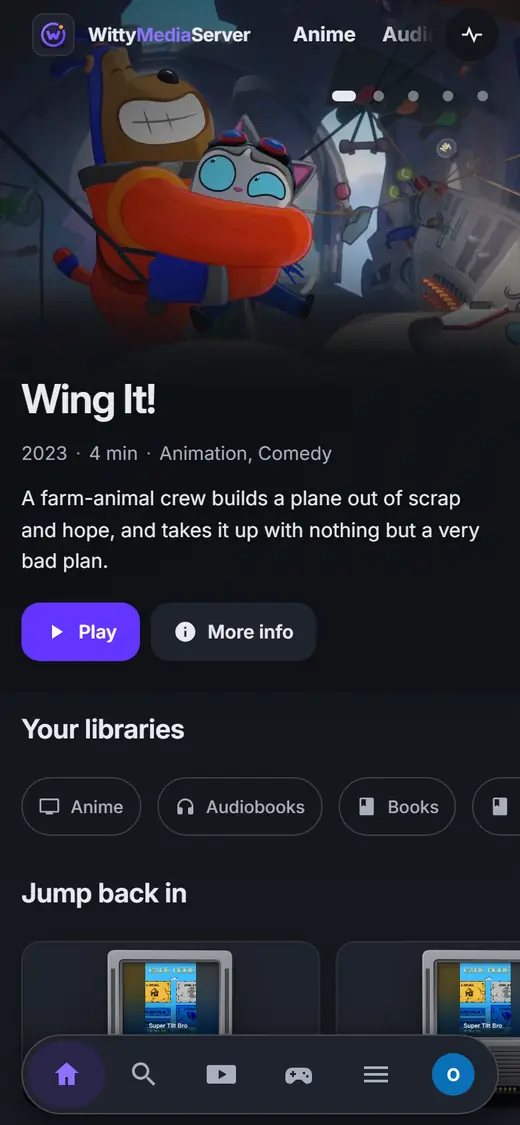 WittyMediaServer
Anime
Wing It!
2023 · 4 min · Animation, Comedy
A farm-animal crew builds a plane out of scrap
and hope, and takes it up with nothing but a very
bad plan.
Play
More info
Your libraries
Anime
Audiobooks
Books
Jump back in
Super Tilt Bro
Super Tilt Bro
O